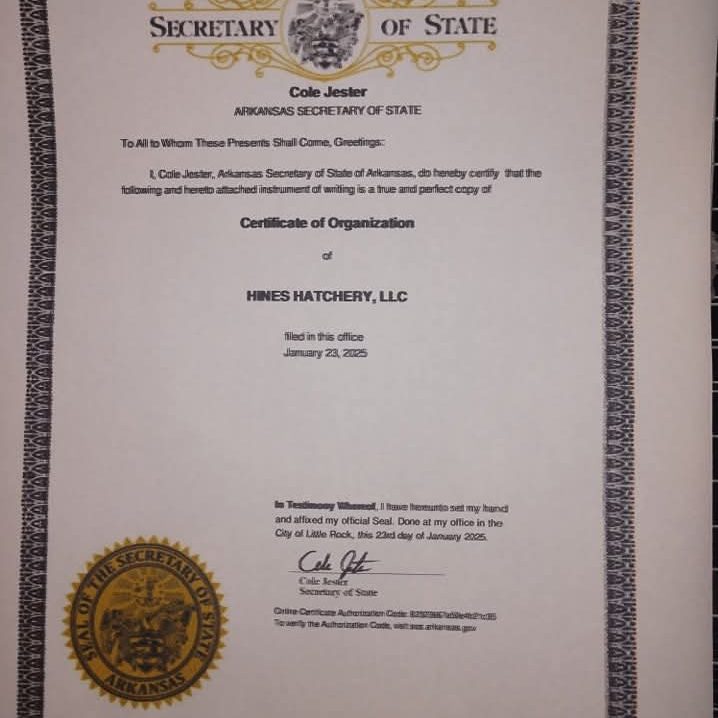 SECRETARY OF STATE
Cole Jester
ARKANSAS SECRETARY OF STATE
To All to Whom These Presents Shall Come, Greetings:
I, Cole Jester, Arkansas Secretary of State of Arkansas, do hereby certify that the
following and hereto attached instrument of writing is a true and perfect copy of
Certificate of Organization
of
HINES HATCHERY, LLC
filed in this office
January 23, 2025
In Testimony Whereof, I have hereunto set my hand
and affixed my official Seal. Done at my office in the
City of Little Rock, this 23rd day of January 2025.
Cole Jester
Cole Jester
Secretary of State
Online Certificate Authorization Code:
To verify the Authorization Code, visit sos.arkansas.gov
SEAL OF THE SECRETARY OF STATE
ARKANSAS